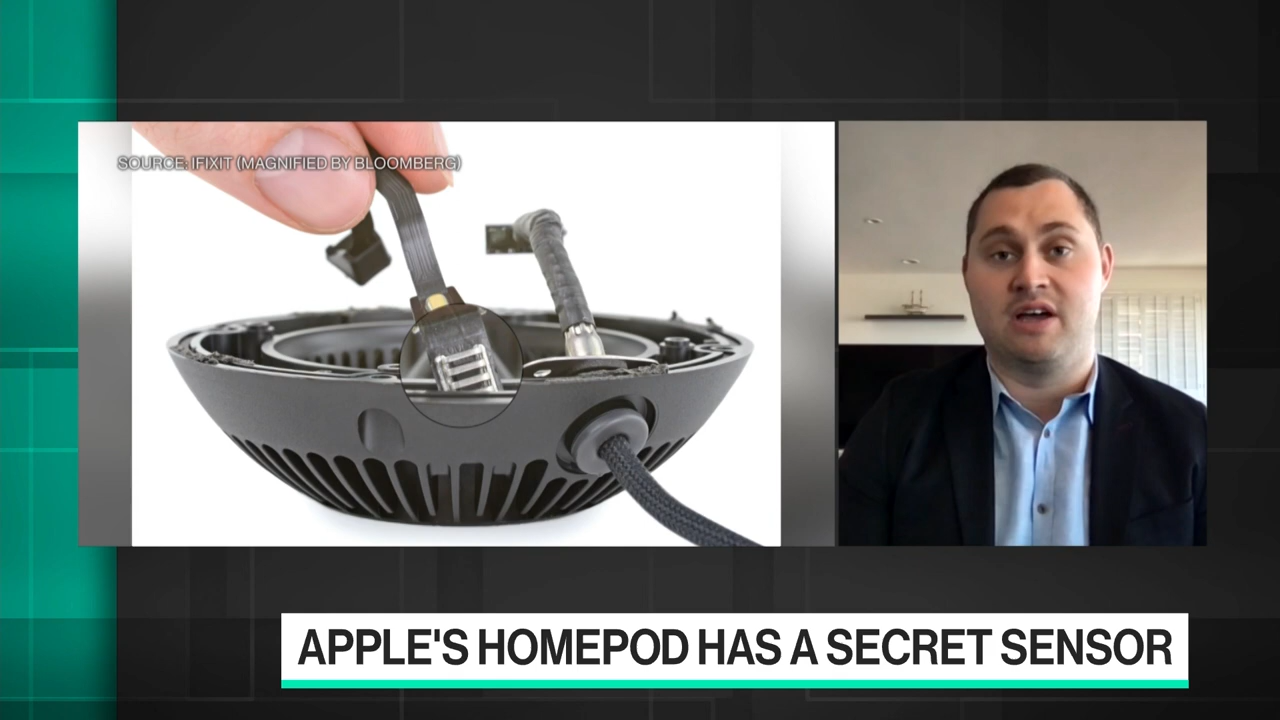 SOURCE: IFIXIT (MAGNIFIED BY BLOOMBERG)
APPLE'S HOMEPOD HAS A SECRET SENSOR